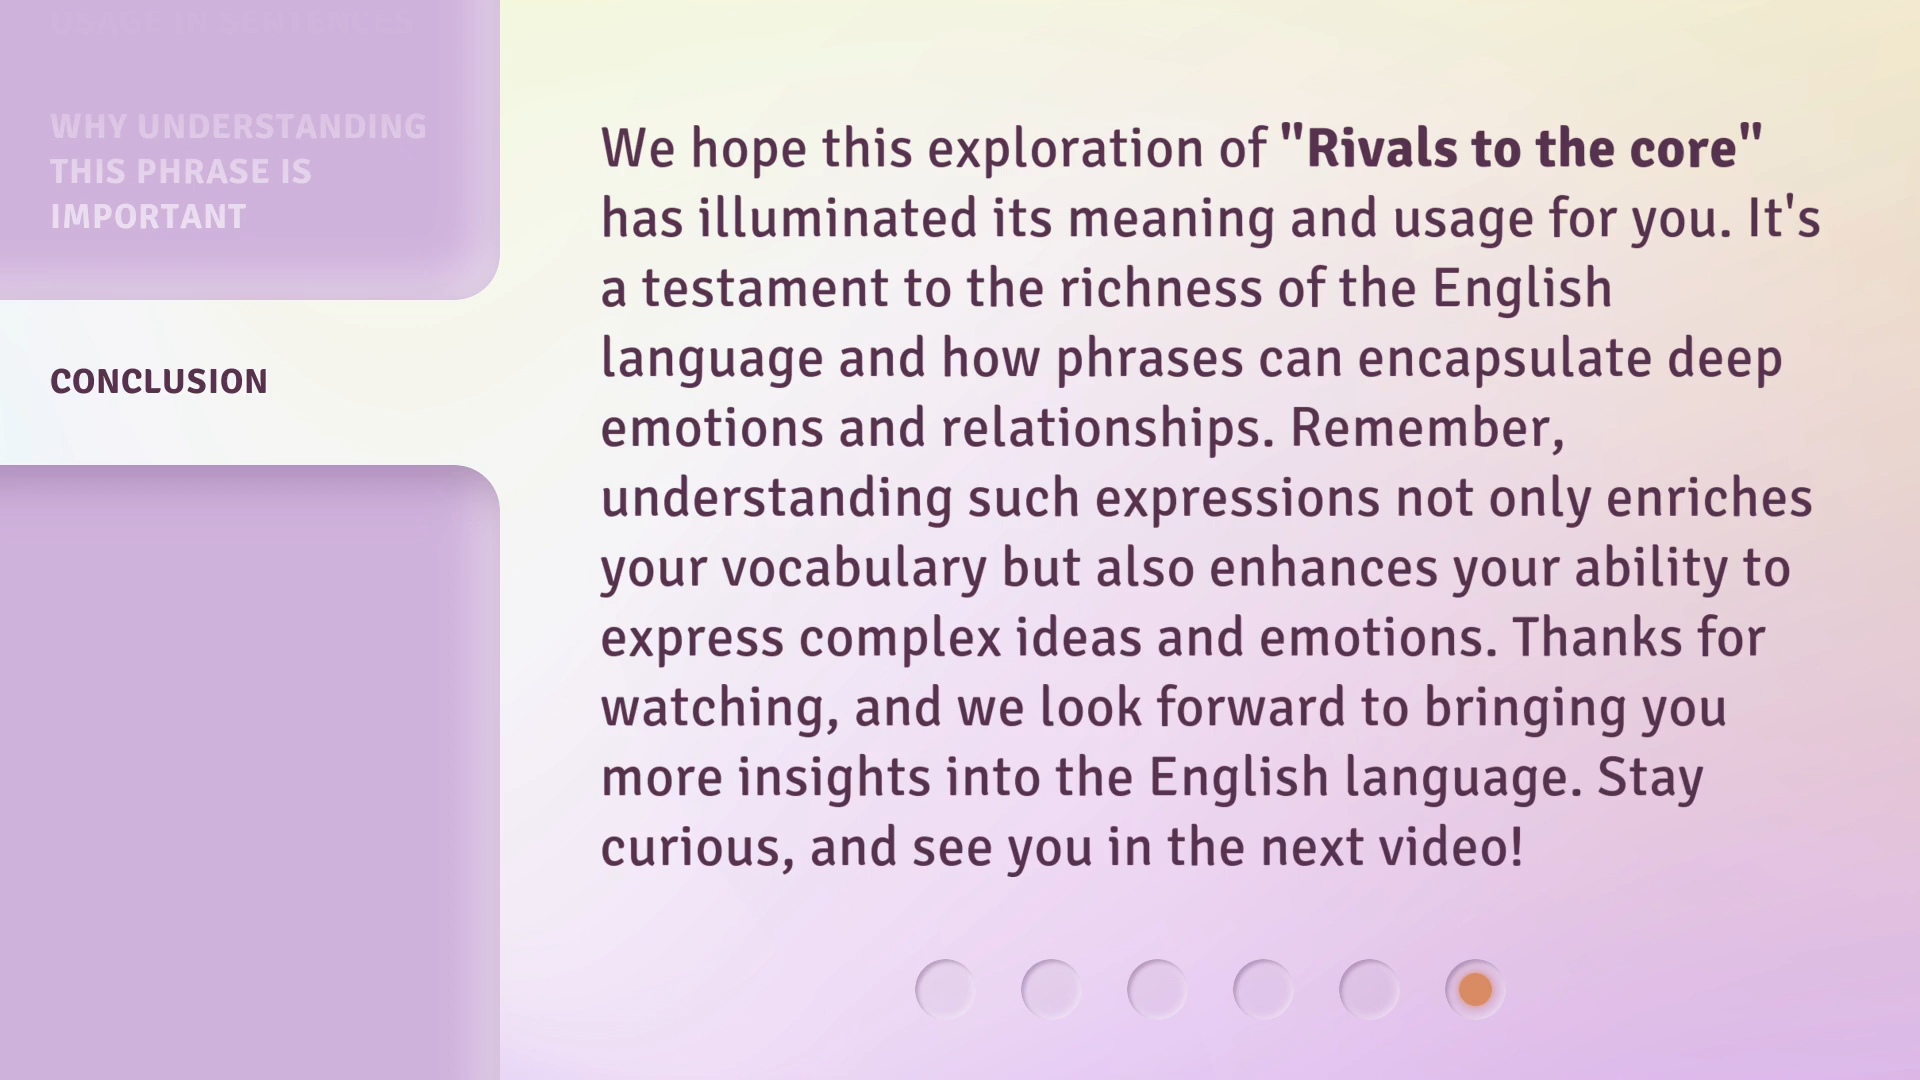 USAGE IN SENTENCES
WHY UNDERSTANDING
THIS PHRASE IS
IMPORTANT
CONCLUSION
We hope this exploration of "Rivals to the core"
has illuminated its meaning and usage for you. It's
a testament to the richness of the English
language and how phrases can encapsulate deep
emotions and relationships. Remember,
understanding such expressions not only enriches
your vocabulary but also enhances your ability to
express complex ideas and emotions. Thanks for
watching, and we look forward to bringing you
more insights into the English language. Stay
curious, and see you in the next video!